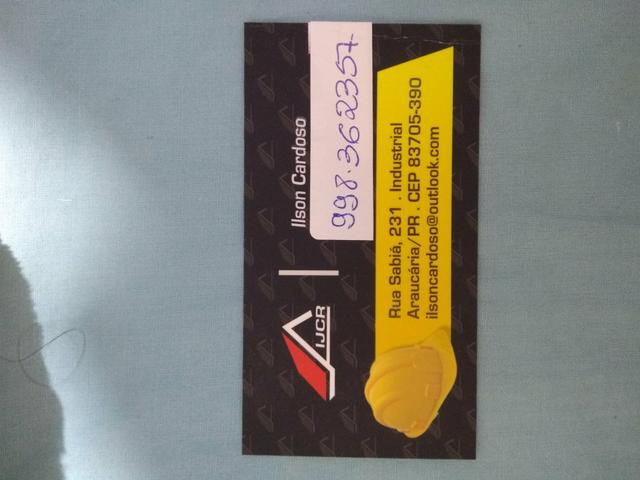 IJCR
Ilson Cardoso
998.362357
Rua Sabiá, 231 . Industrial
Araucária/PR . CEP 83705-390
ilsoncardoso@outlook.com